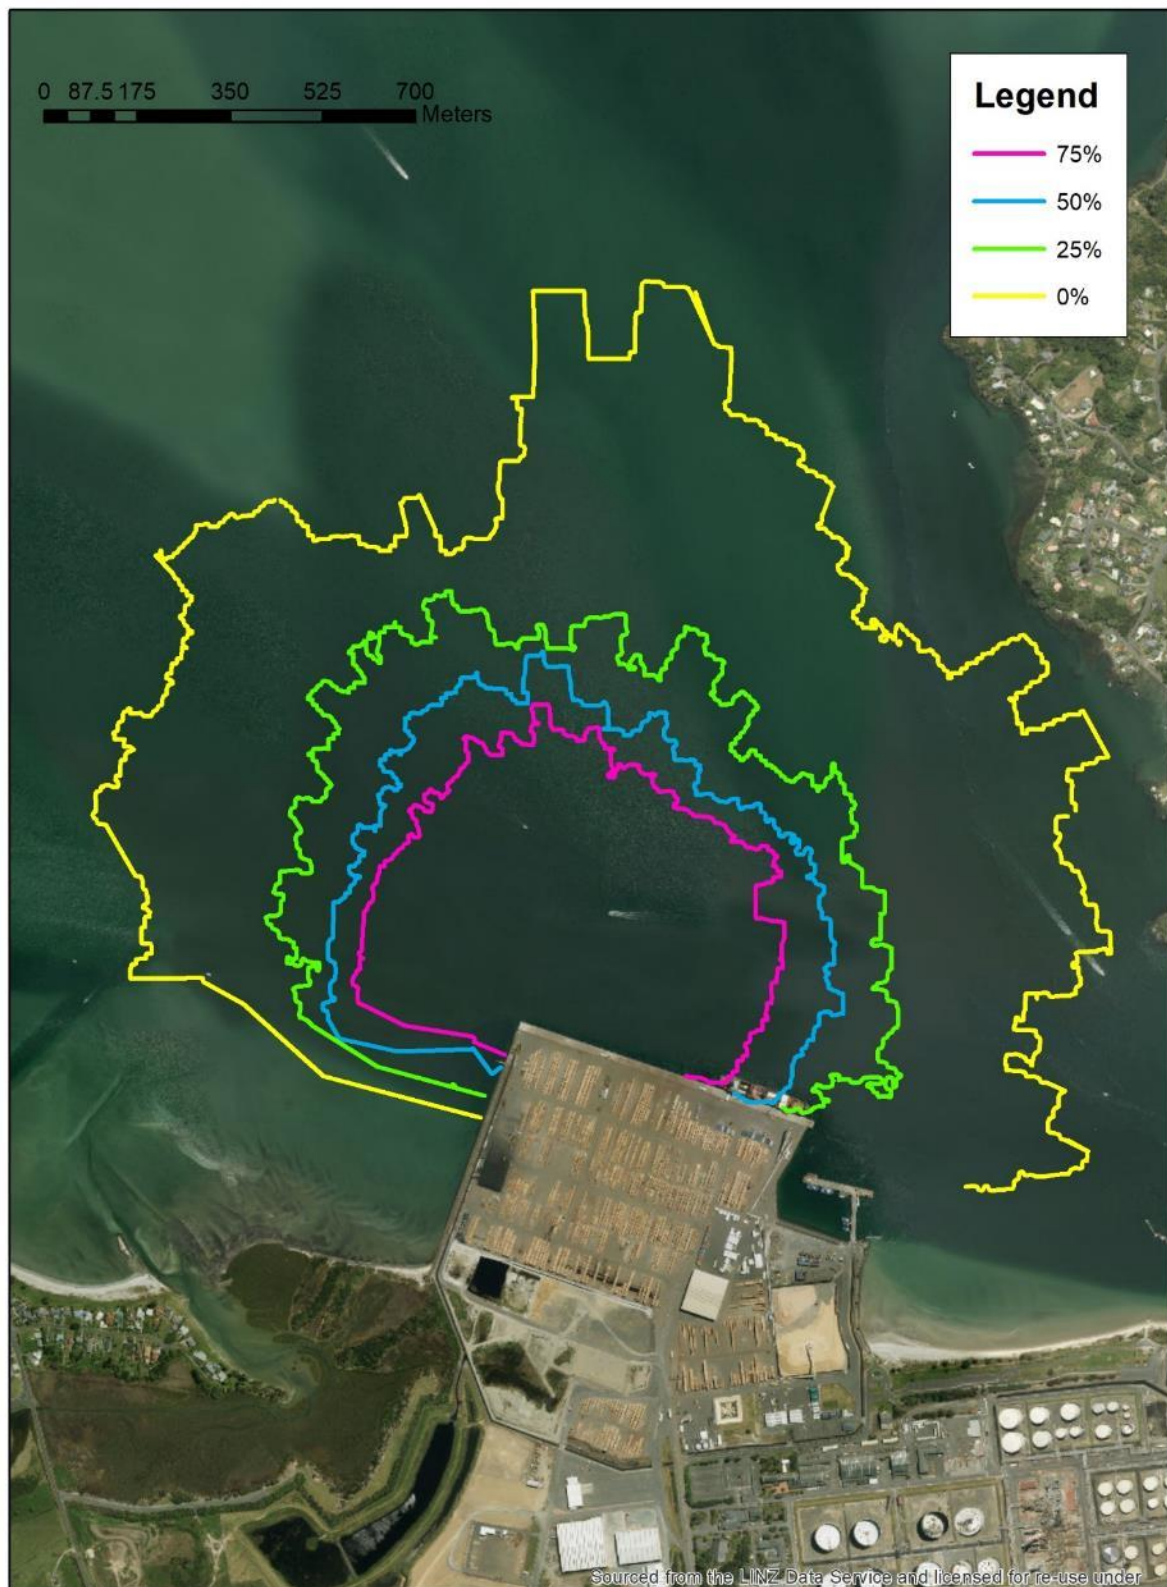 0 87.5 175 350 525 700
Meters
Legend
75%
50%
25%
0%
Sourced from the LINZ Data Service and licensed for re-use under